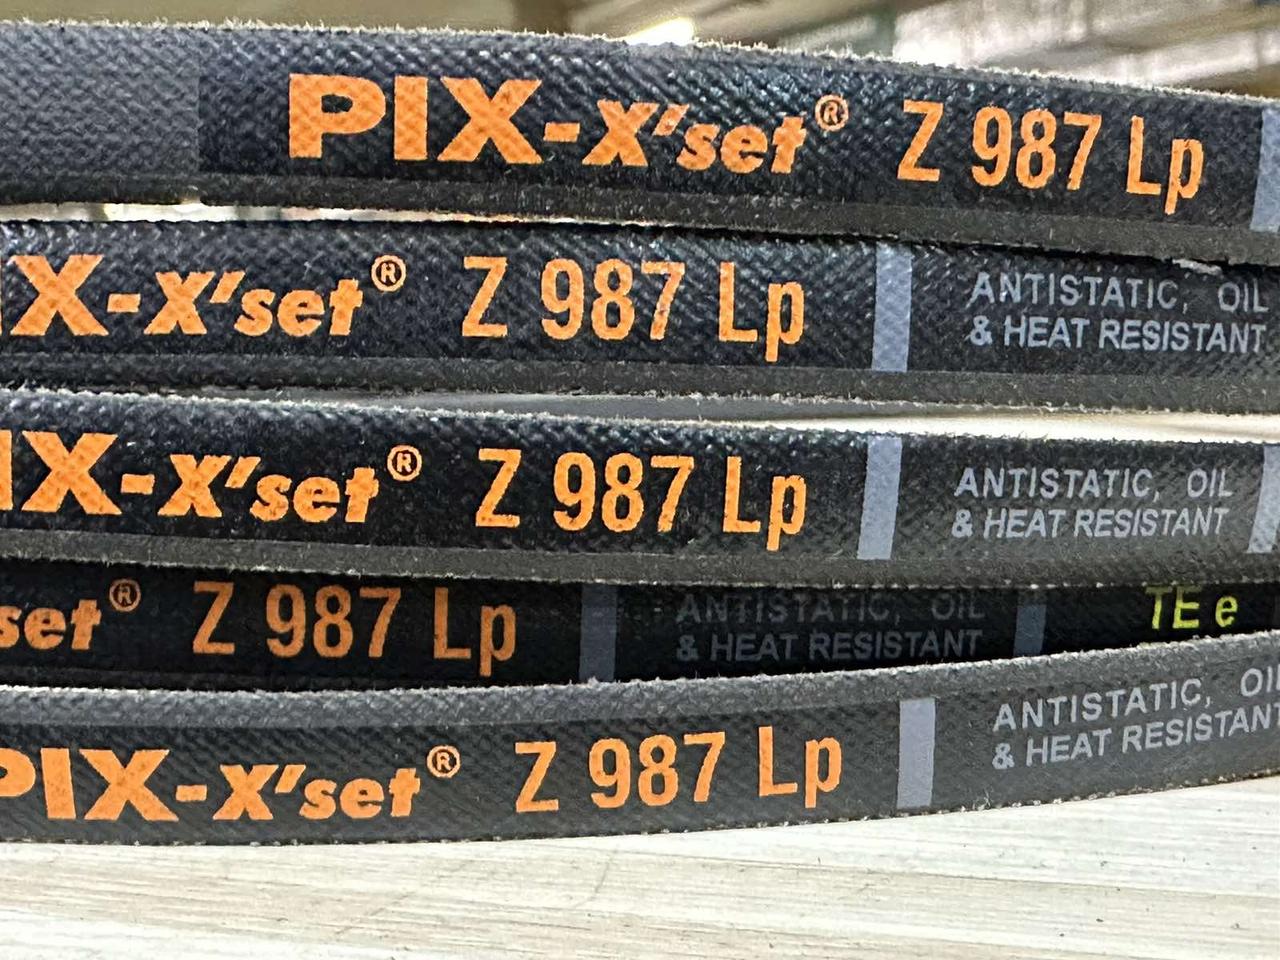 PIX-X'set® Z 987 Lp
IX-X'set® Z 987 Lp ANTISTATIC, OIL
& HEAT RESISTANT
IX-X'set® Z 987 Lp ANTISTATIC, OIL
& HEAT RESISTANT
set® Z 987 Lp ANTISTATIC, OIL
& HEAT RESISTANT
TE e
PIX-X'set® Z 987 Lp ANTISTATIC, OIL
& HEAT RESISTANT